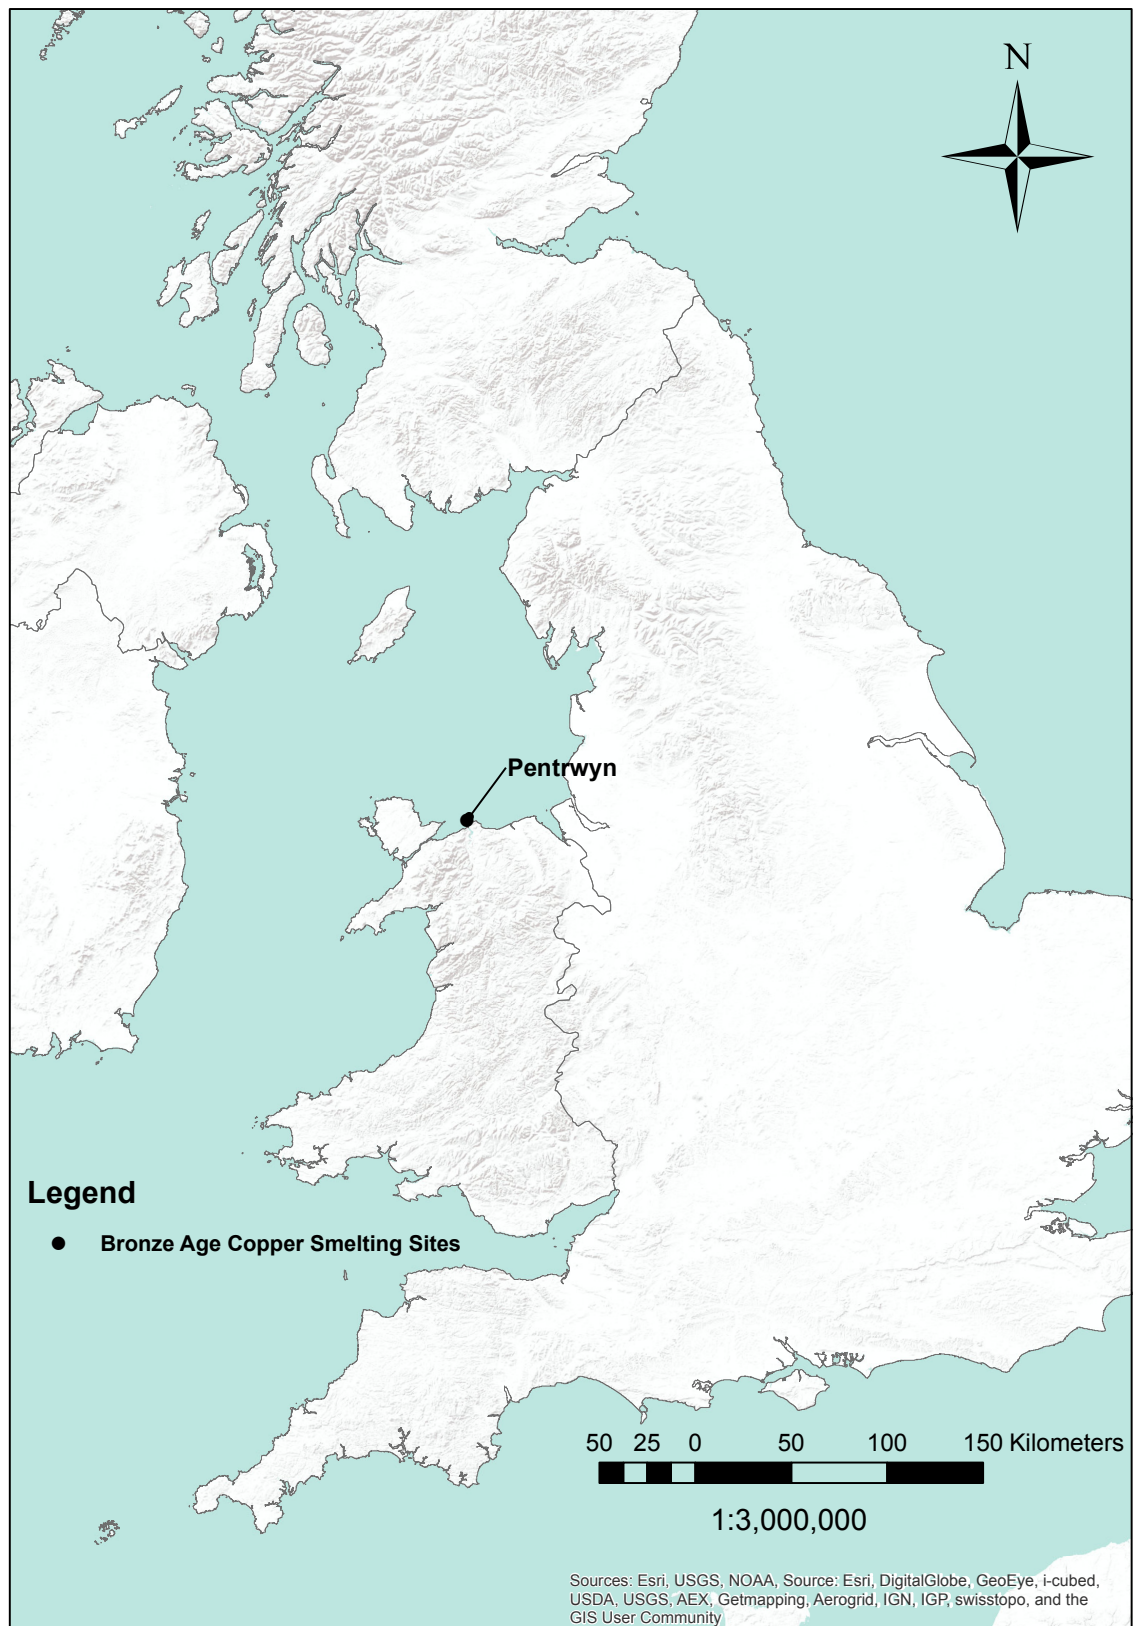 N
Pentrwyn
Legend
Bronze Age Copper Smelting Sites
50 25 0 50 100 150 Kilometers
1:3,000,000
Sources: Esri, USGS, NOAA, Source: Esri, DigitalGlobe, GeoEye, i-cubed,
USDA, USGS, AEX, Getmapping, Aerogrid, IGN, IGP, swisstopo, and the
GIS User Community